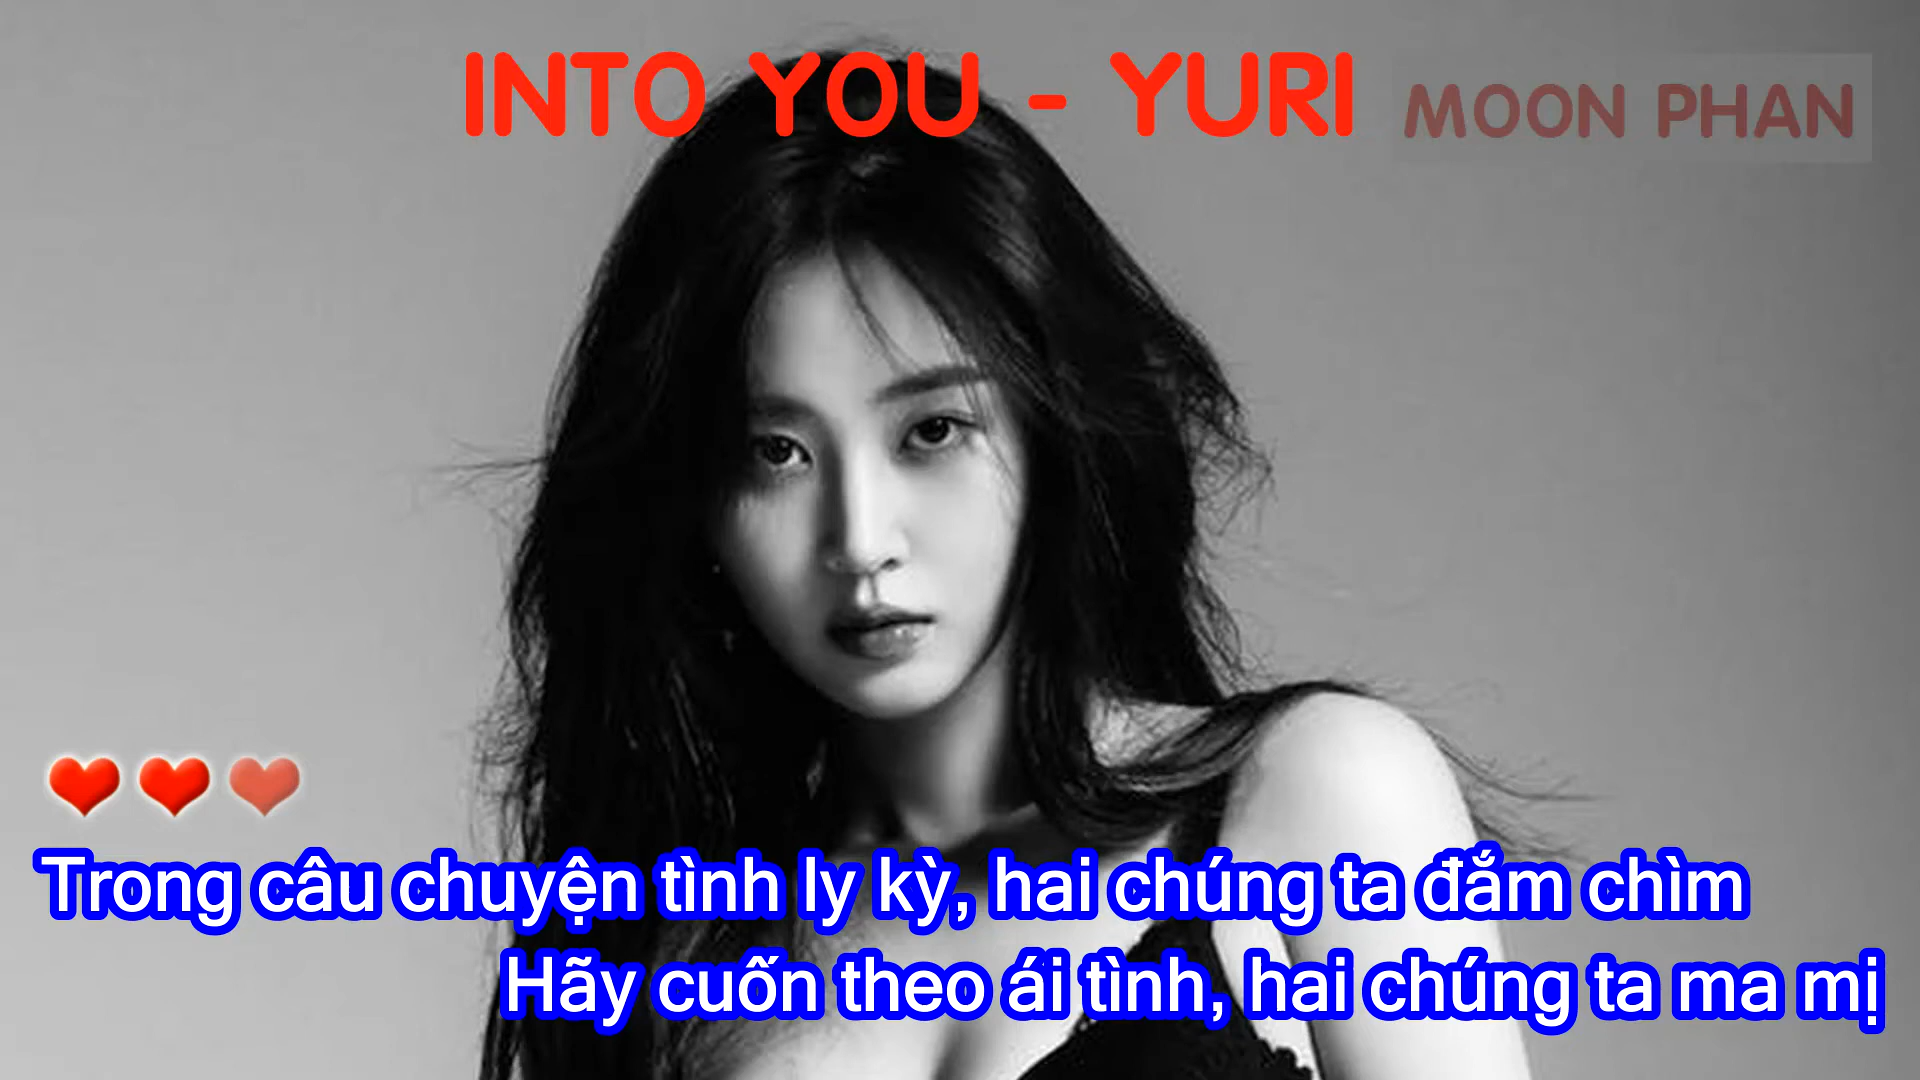 INTO YOU - YURI MOON PHAN
Trong câu chuyện tình ly kỳ, hai chúng ta đắm chìm
Hãy cuốn theo ái tình, hai chúng ta ma mị